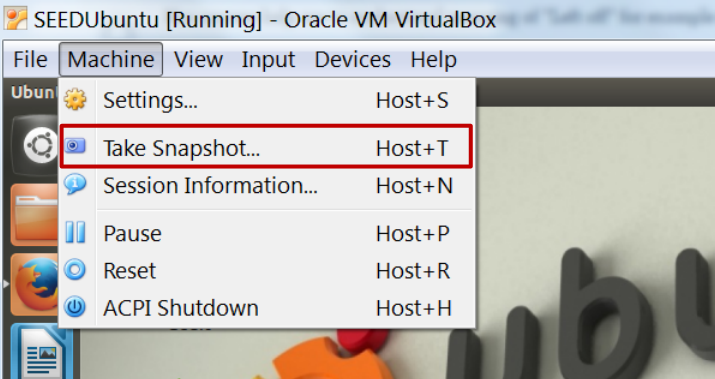 SEEDUbuntu [Running] - Oracle VM VirtualBox
File Machine View Input Devices Help
Ubun
Settings... Host+S
Take Snapshot... Host+T
Session Information... Host+N
Pause Host+P
Reset Host+R
ACPI Shutdown Host+H
ubu